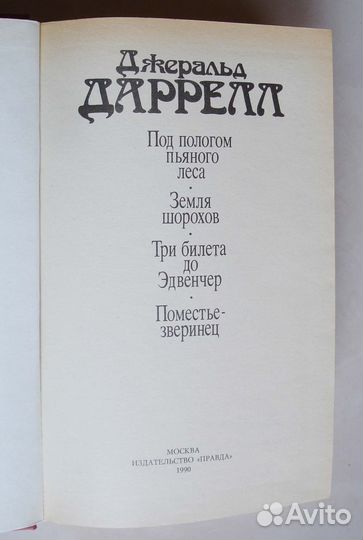 Джеральд
ДАРРЕЛЛ
Под пологом
пьяного
леса
·
Земля
шорохов
·
Три билета
до
Эдвенчер
·
Поместье-
зверинец
МОСКВА
ИЗДАТЕЛЬСТВО «ПРАВДА»
1990
Avito